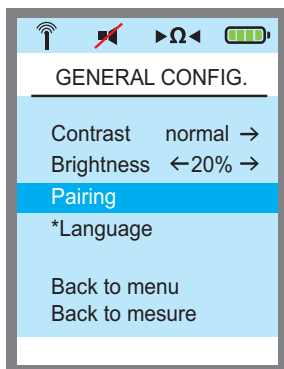 ►Ω◄
GENERAL CONFIG.
Contrast normal →
Brightness ←20% →
Pairing
*Language
Back to menu
Back to mesure